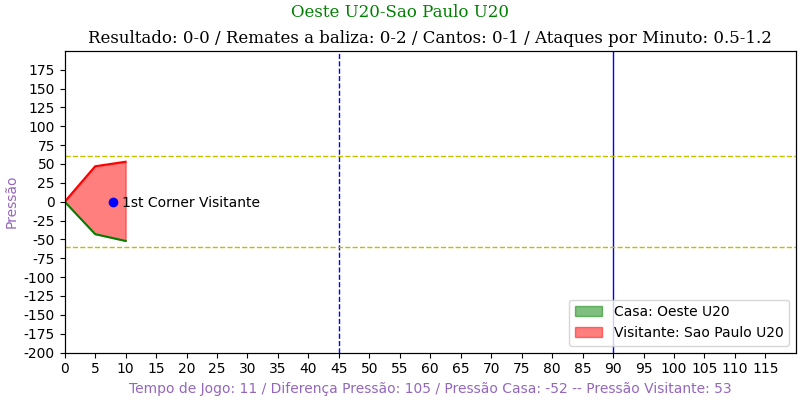 Oeste U20-Sao Paulo U20
Resultado: 0-0 / Remates a baliza: 0-2 / Cantos: 0-1 / Ataques por Minuto: 0.5-1.2
175
150
125
100
75
50
25
0
-25
-50
-75
-100
-125
-150
-175
-200
Pressão
1st Corner Visitante
Casa: Oeste U20
Visitante: Sao Paulo U20
0 5 10 15 20 25 30 35 40 45 50 55 60 65 70 75 80 85 90 95 100 105 110 115
Tempo de Jogo: 11 / Diferença Pressão: 105 / Pressão Casa: -52 -- Pressão Visitante: 53